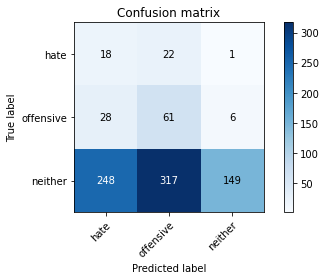 Confusion matrix
True label
hate 18 22 1
offensive 28 61 6
neither 248 317 149
hate offensive neither
Predicted label
300
250
200
150
100
50